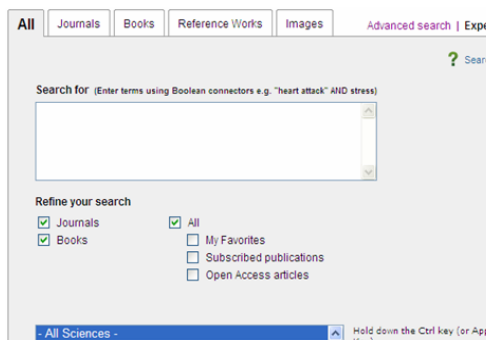 All Journals Books Reference Works Images Advanced search | Expe
? Sear
Search for (Enter terms using Boolean connectors e.g. "heart attack" AND stress)
Refine your search
Journals All
Books My Favorites
Subscribed publications
Open Access articles
- All Sciences - Hold down the Ctrl key (or App